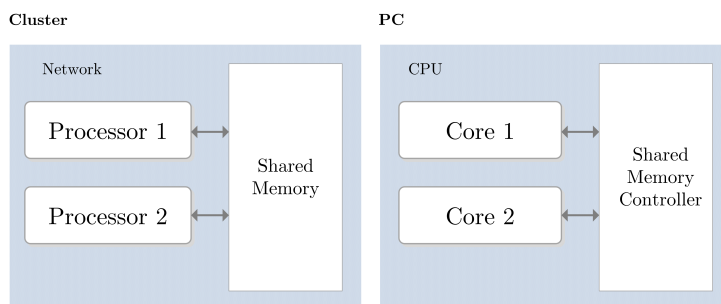 Cluster
Network
Processor 1
Processor 2
Shared
Memory
PC
CPU
Core 1
Core 2
Shared
Memory
Controller